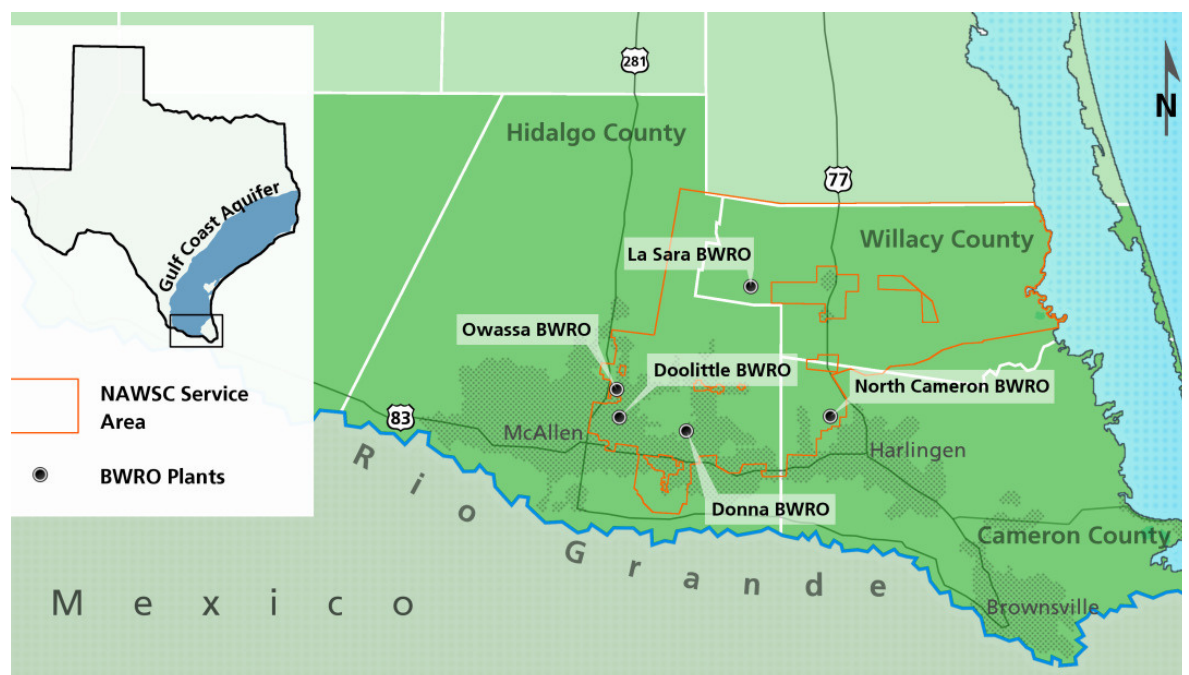 Gulf Coast Aquifer
NAWSC Service
Area
BWRO Plants
281
N
Hidalgo County
77
Willacy County
La Sara BWRO
Owassa BWRO
Doolittle BWRO
North Cameron BWRO
83
McAllen
Harlingen
Donna BWRO
Rio Grande
Cameron County
Mexico
Brownsville